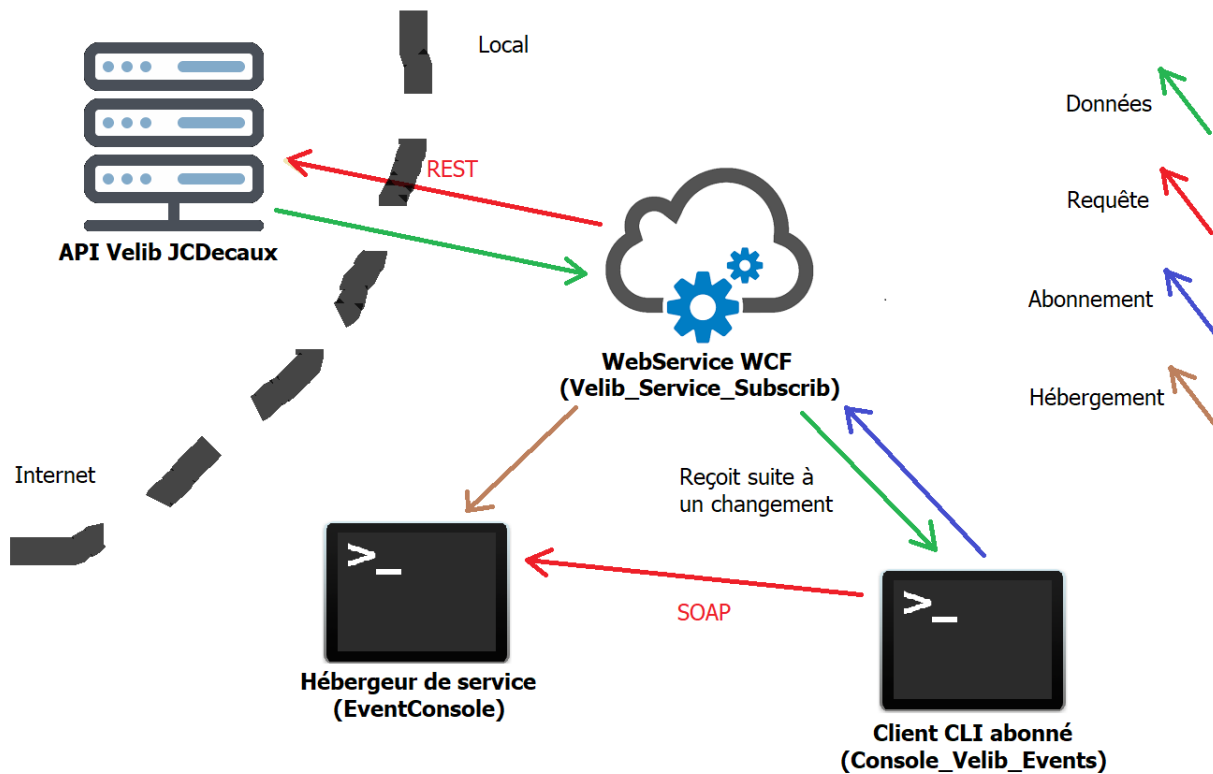 Local
Données
REST
Requête
API Velib JCDecaux
Abonnement
WebService WCF
(Velib_Service_Subscrib)
Hébergement
Internet
Reçoit suite à
un changement
>_
>_
SOAP
Hébergeur de service
(EventConsole)
Client CLI abonné
(Console_Velib_Events)